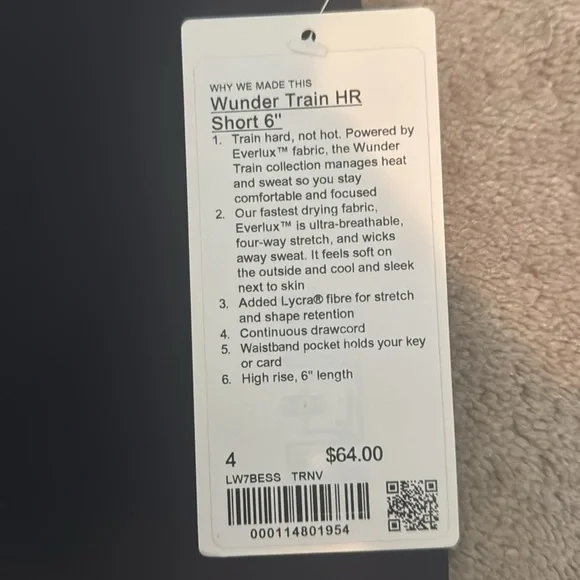 WHY WE MADE THIS
Wunder Train HR
Short 6"
1. Train hard, not hot. Powered by
Everlux™ fabric, the Wunder
Train collection manages heat
and sweat so you stay
comfortable and focused
2. Our fastest drying fabric,
Everlux™ is ultra-breathable,
four-way stretch, and wicks
away sweat. It feels soft on
the outside and cool and sleek
next to skin
3. Added Lycra® fibre for stretch
and shape retention
4. Continuous drawcord
5. Waistband pocket holds your key
or card
6. High rise, 6" length
4 $64.00
LW7BESS TRNV
000114801954